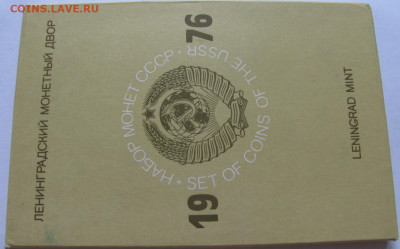 COINS.LAVE.RU
ЛЕНИНГРАДСКИЙ МОНЕТНЫЙ ДВОР
• НАБОР МОНЕТ СССР •
SET OF COINS OF THE USSR
19 76
LENINGRAD MINT